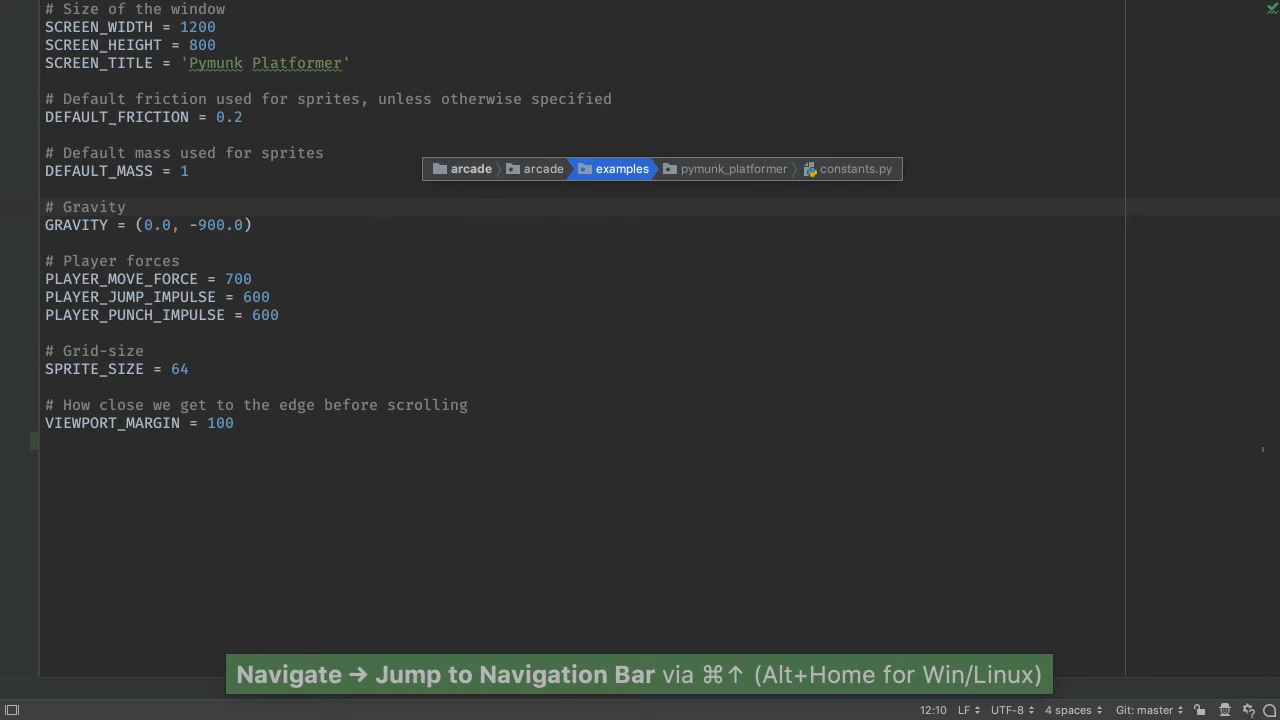 # Size of the window
SCREEN_WIDTH = 1200
SCREEN_HEIGHT = 800
SCREEN_TITLE = 'Pymunk Platformer'
# Default friction used for sprites, unless otherwise specified
DEFAULT_FRICTION = 0.2
# Default mass used for sprites
DEFAULT_MASS = 1
arcade arcade examples pymunk_platformer constants.py
# Gravity
GRAVITY = (0.0, -900.0)
# Player forces
PLAYER_MOVE_FORCE = 700
PLAYER_JUMP_IMPULSE = 600
PLAYER_PUNCH_IMPULSE = 600
# Grid-size
SPRITE_SIZE = 64
# How close we get to the edge before scrolling
VIEWPORT_MARGIN = 100
Navigate → Jump to Navigation Bar via ⌘↑ (Alt+Home for Win/Linux)
12:10 LF UTF-8 4 spaces Git: master